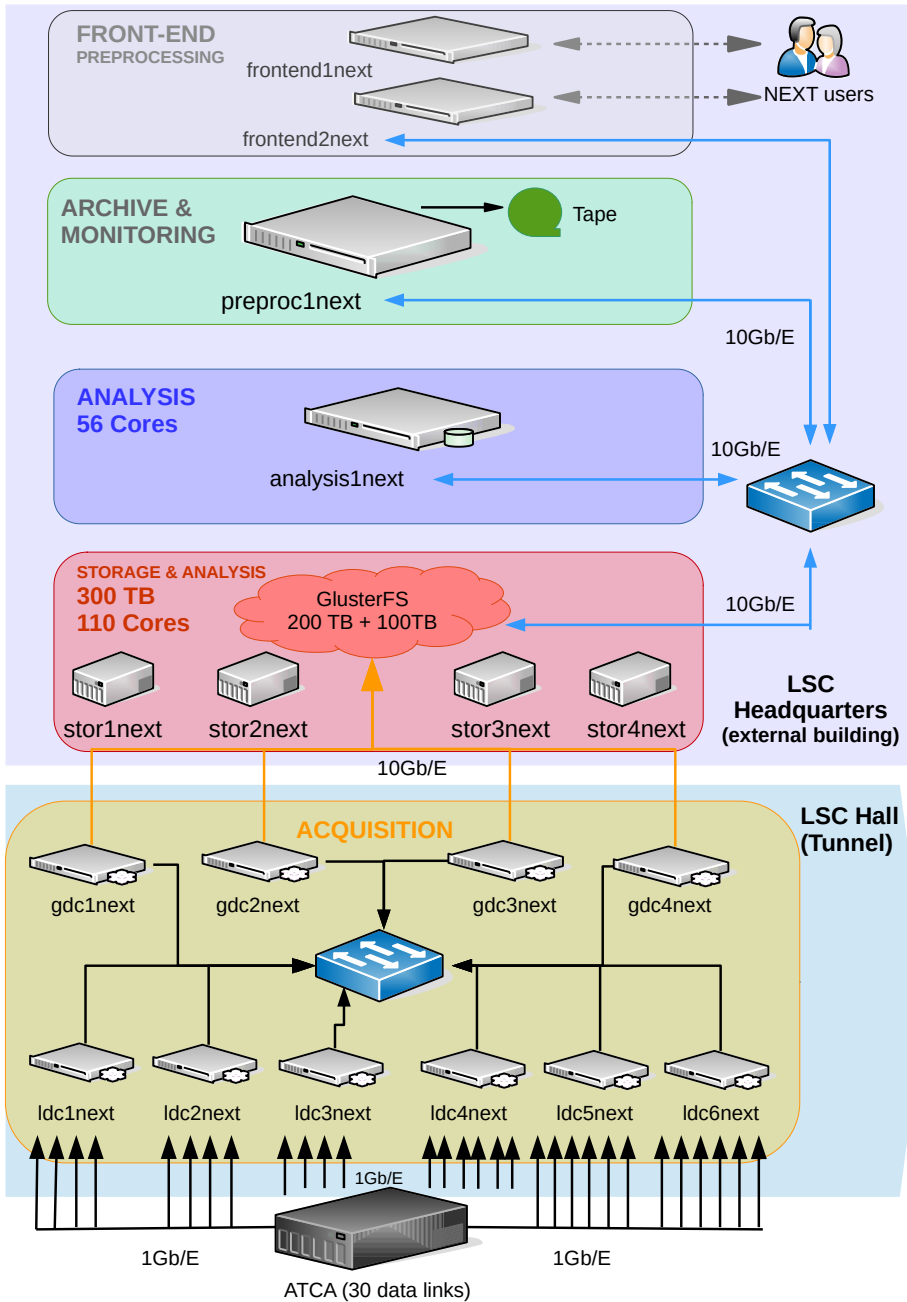 FRONT-END
PREPROCESSING
frontend1next
frontend2next
NEXT users
ARCHIVE &
MONITORING
Tape
preproc1next
10Gb/E
ANALYSIS
56 Cores
analysis1next
10Gb/E
STORAGE & ANALYSIS
300 TB
110 Cores
GlusterFS
200 TB + 100TB
10Gb/E
stor1next
stor2next
stor3next
stor4next
LSC
Headquarters
(external building)
10Gb/E
LSC Hall
(Tunnel)
ACQUISITION
gdc1next
gdc2next
gdc3next
gdc4next
ldc1next
ldc2next
ldc3next
ldc4next
ldc5next
ldc6next
1Gb/E
1Gb/E
1Gb/E
ATCA (30 data links)